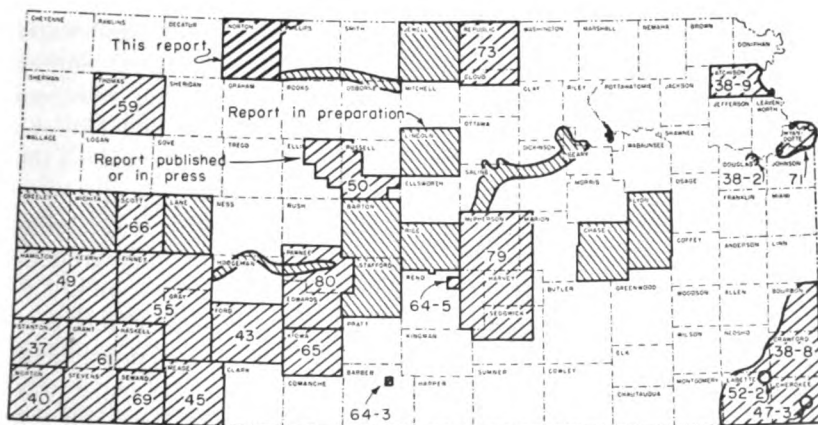 CHEYENNE RAWLINS DECATUR NORTON PHILLIPS SMITH JEWELL REPUBLIC WASHINGTON MARSHALL NEMAHA BROWN DONIPHAN
This report
73
CLOUD
ATCHISON
38-9
SHERMAN THOMAS SHERIDAN GRAHAM ROOKS OSBORNE MITCHELL CLAY RILEY POTTAWATOMIE JACKSON JEFFERSON LEAVENWORTH
59
Report in preparation
OTTAWA
LINCOLN
WALLACE LOGAN GOVE TREGO ELLIS RUSSELL DICKINSON GEARY WABAUNSEE SHAWNEE DOUGLAS WYANDOTTE JOHNSON
Report published
or in press
50
ELLSWORTH SALINE MORRIS OSAGE
38-2 71
FRANKLIN MIAMI
GREELEY WICHITA SCOTT LANE NESS RUSH BARTON McPHERSON MARION LYON
66
RICE CHASE COFFEY ANDERSON LINN
HAMILTON KEARNY FINNEY HODGEMAN PAWNEE STAFFORD
79
49
80
RENO HARVEY
GRAY
55
FORD EDWARDS
64-5
BUTLER GREENWOOD WOODSON ALLEN BOURBON
SEDGWICK
STANTON GRANT HASKELL
43
KIOWA PRATT KINGMAN WILSON NEOSHO CRAWFORD
37
61
65
ELK
38-8
MORTON STEVENS SEWARD MEADE CLARK COMANCHE BARBER HARPER SUMNER COWLEY CHAUTAUQUA MONTGOMERY LABETTE CHEROKEE
40
69
45
64-3
52-2
47-3